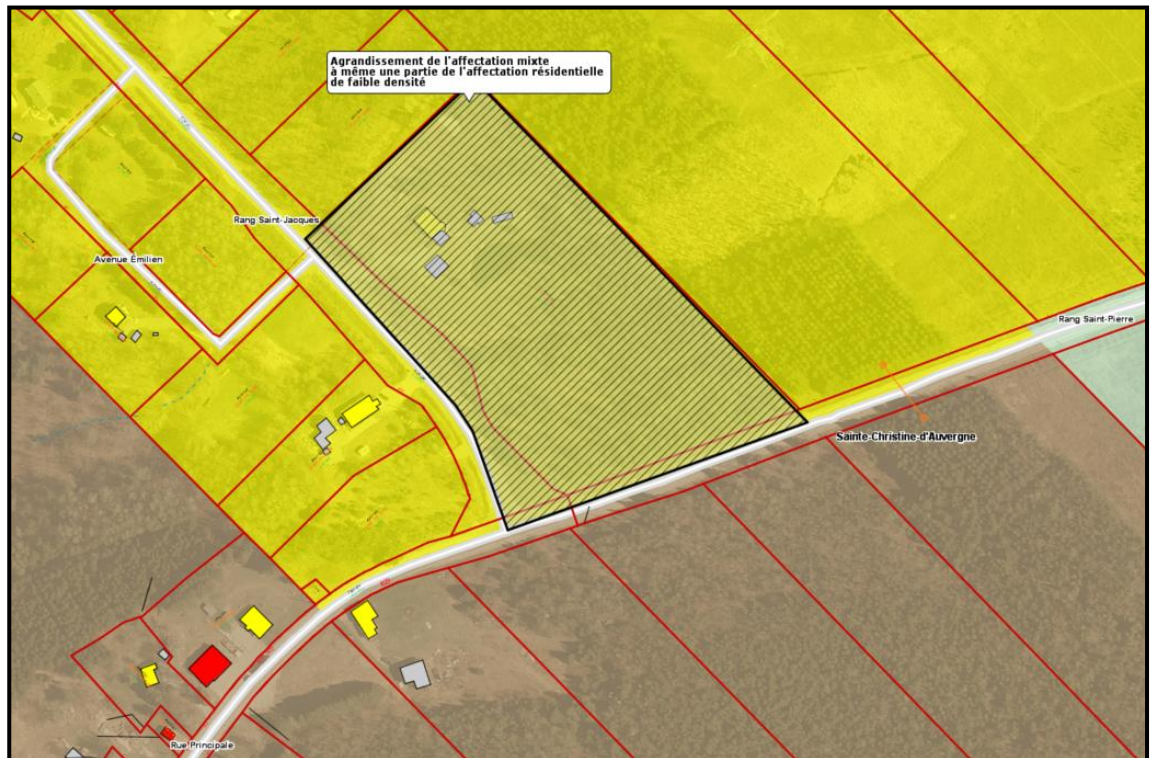 Agrandissement de l'affectation mixte
à même une partie de l'affectation résidentielle
de faible densité
Rang Saint-Jacques
Avenue Émilien
Rang Saint-Pierre
Sainte-Christine-d'Auvergne
Rue Principale